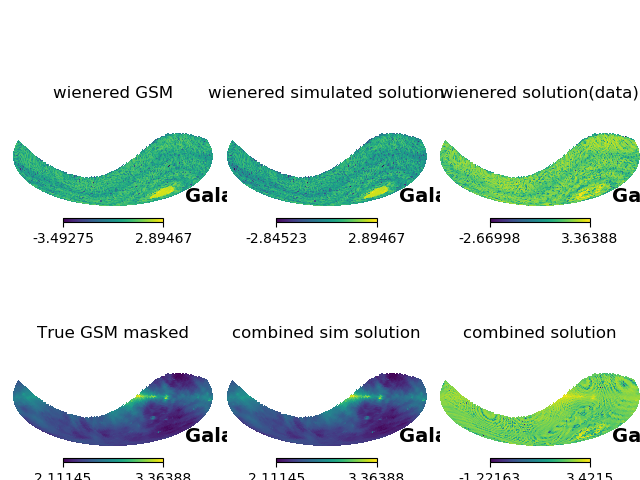 wienered GSM
wienered simulated solution
wienered solution(data)
Gala
Gala
Ga
-3.49275
2.89467
-2.84523
2.89467
-2.66998
3.36388
True GSM masked
combined sim solution
combined solution
Gala
Gala
Ga
2.11145
3.36388
2.11145
3.36388
-1.22163
3.4215